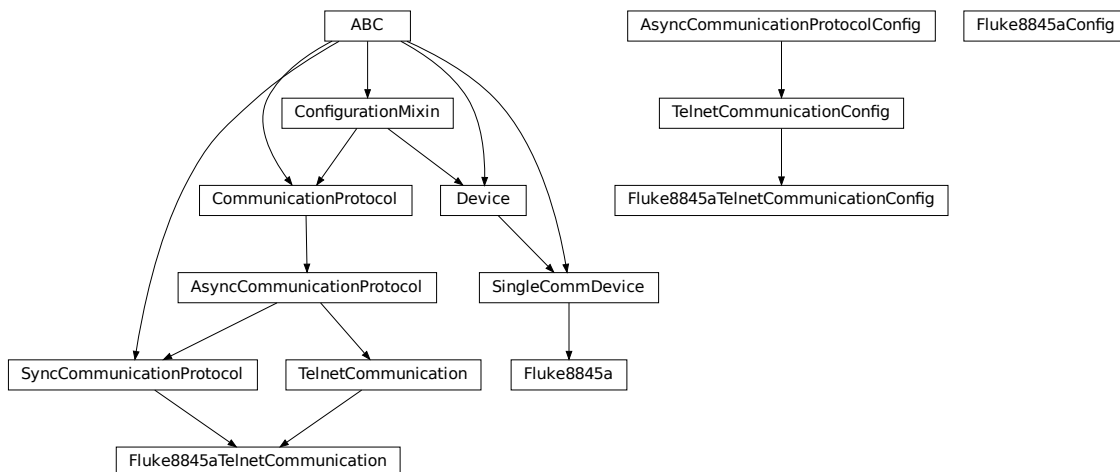 ABC
AsyncCommunicationProtocolConfig
Fluke8845aConfig
ConfigurationMixin
TelnetCommunicationConfig
CommunicationProtocol
Device
Fluke8845aTelnetCommunicationConfig
AsyncCommunicationProtocol
SingleCommDevice
SyncCommunicationProtocol
TelnetCommunication
Fluke8845a
Fluke8845aTelnetCommunication